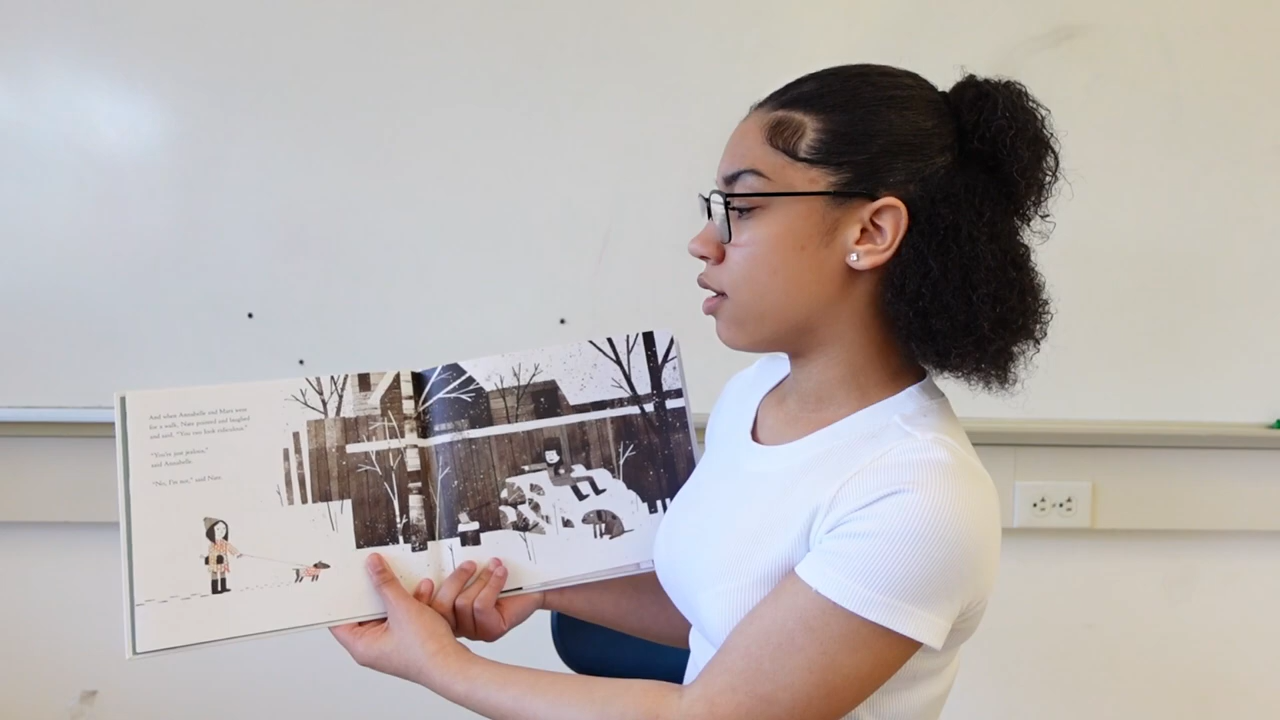 And when Annabelle and Mars went
for a walk, Nate pointed and laughed
and said, "You two look ridiculous."
"You're just jealous,"
said Annabelle.
"No, I'm not," said Nate.